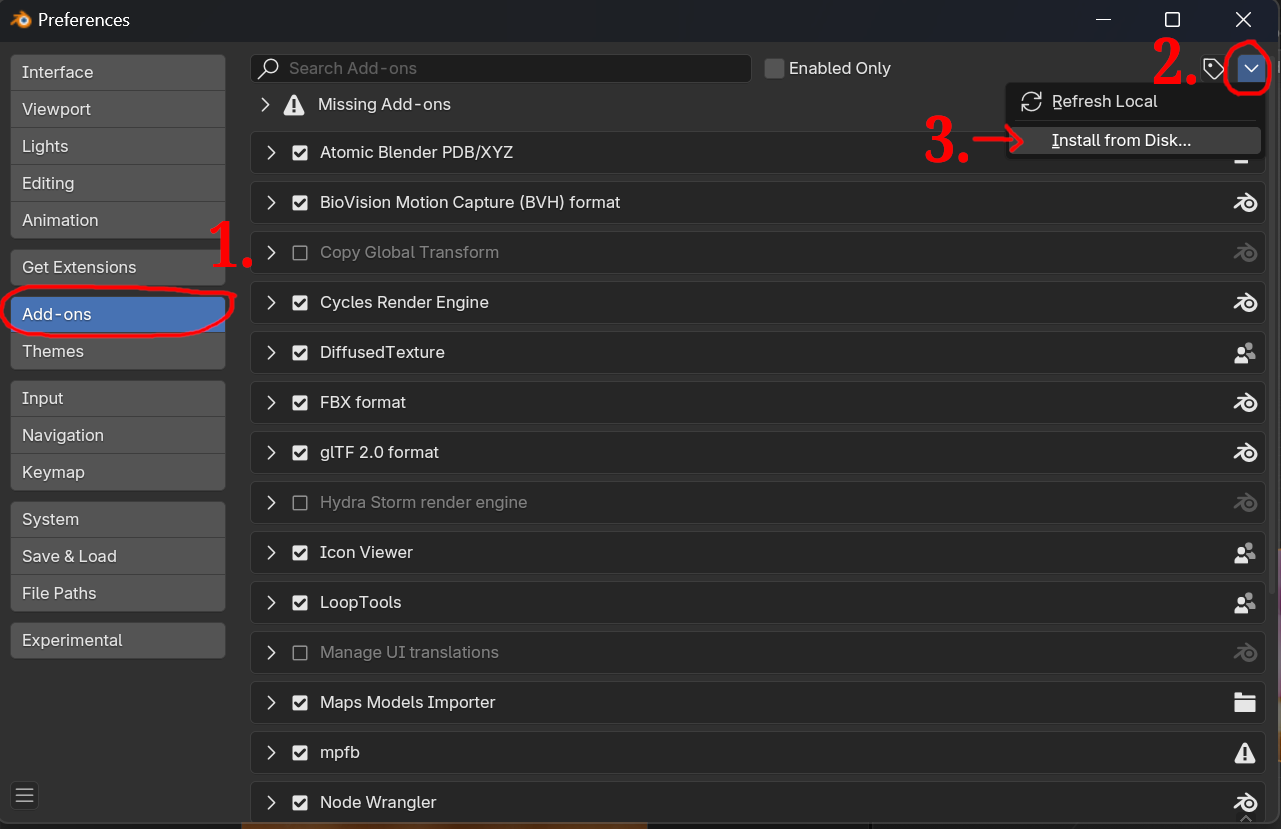 Preferences
2.
Interface
Viewport
Lights
Editing
Animation
1.
Get Extensions
Add-ons
Themes
Input
Navigation
Keymap
System
Save & Load
File Paths
Experimental
Search Add-ons
Enabled Only
Refresh Local
3.
Install from Disk...
Missing Add-ons
Atomic Blender PDB/XYZ
BioVision Motion Capture (BVH) format
Copy Global Transform
Cycles Render Engine
DiffusedTexture
FBX format
glTF 2.0 format
Hydra Storm render engine
Icon Viewer
LoopTools
Manage UI translations
Maps Models Importer
mpfb
Node Wrangler